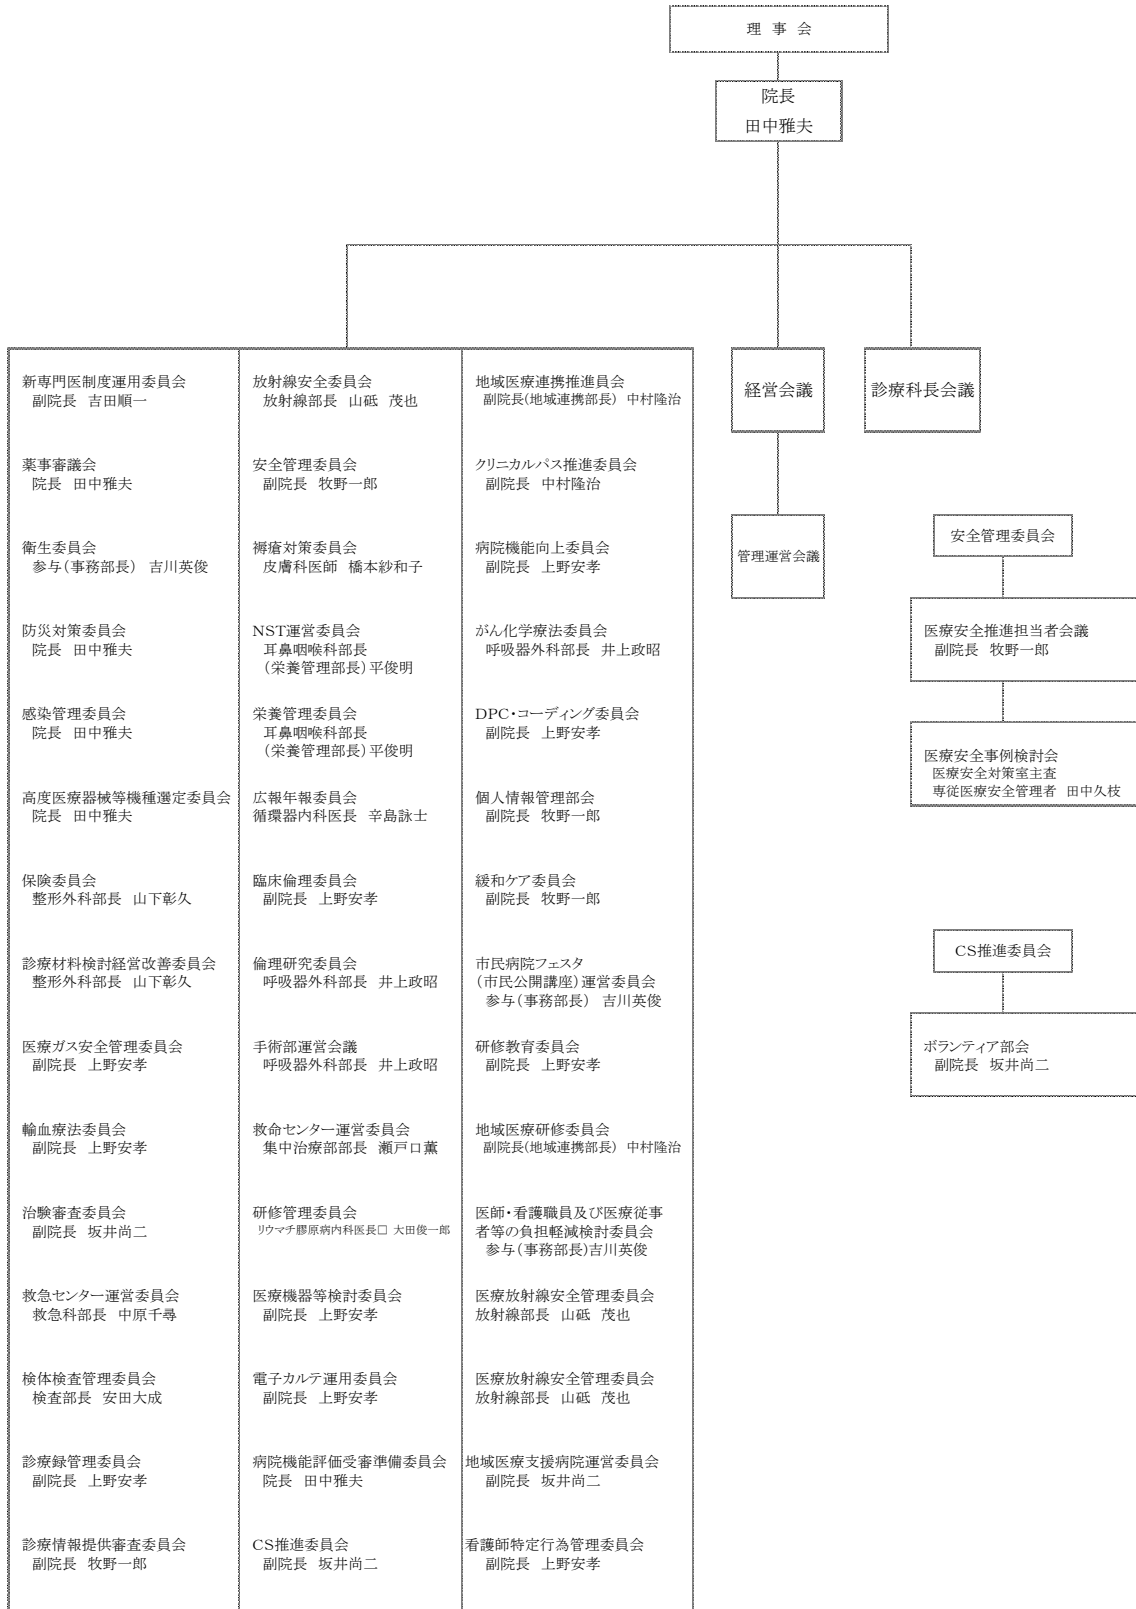 理 事 会
院長
田中雅夫
新専門医制度運用委員会
副院長 吉田順一
薬事審議会
院長 田中雅夫
衛生委員会
参与(事務部長) 吉川英俊
防災対策委員会
院長 田中雅夫
感染管理委員会
院長 田中雅夫
高度医療器械等機種選定委員会
院長 田中雅夫
保険委員会
整形外科部長 山下彰久
診療材料検討経営改善委員会
整形外科部長 山下彰久
医療ガス安全管理委員会
副院長 上野安孝
輸血療法委員会
副院長 上野安孝
治験審査委員会
副院長 坂井尚二
救急センター運営委員会
救急科部長 中原千尋
検体検査管理委員会
検査部長 安田大成
診療録管理委員会
副院長 上野安孝
診療情報提供審査委員会
副院長 牧野一郎
放射線安全委員会
放射線部長 山砥 茂也
安全管理委員会
副院長 牧野一郎
褥瘡対策委員会
皮膚科医師 橋本紗和子
NST運営委員会
耳鼻咽喉科部長
(栄養管理部長)平俊明
栄養管理委員会
耳鼻咽喉科部長
(栄養管理部長)平俊明
広報年報委員会
循環器内科医長 辛島詠士
臨床倫理委員会
副院長 上野安孝
倫理研究委員会
呼吸器外科部長 井上政昭
手術部運営会議
呼吸器外科部長 井上政昭
救命センター運営委員会
集中治療部部長 瀬戸口薫
研修管理委員会
リウマチ膠原病内科医長□ 大田俊一郎
医療機器等検討委員会
副院長 上野安孝
電子カルテ運用委員会
副院長 上野安孝
病院機能評価受審準備委員会
院長 田中雅夫
CS推進委員会
副院長 坂井尚二
地域医療連携推進員会
副院長(地域連携部長) 中村隆治
クリニカルパス推進委員会
副院長 中村隆治
病院機能向上委員会
副院長 上野安孝
がん化学療法委員会
呼吸器外科部長 井上政昭
DPC・コーディング委員会
副院長 上野安孝
個人情報管理部会
副院長 牧野一郎
緩和ケア委員会
副院長 牧野一郎
市民病院フェスタ
(市民公開講座)運営委員会
参与(事務部長) 吉川英俊
研修教育委員会
副院長 上野安孝
地域医療研修委員会
副院長(地域連携部長) 中村隆治
医師・看護職員及び医療従事
者等の負担軽減検討委員会
参与(事務部長)吉川英俊
医療放射線安全管理委員会
放射線部長 山砥 茂也
医療放射線安全管理委員会
放射線部長 山砥 茂也
地域医療支援病院運営委員会
副院長 坂井尚二
看護師特定行為管理委員会
副院長 上野安孝
経営会議
管理運営会議
診療科長会議
安全管理委員会
医療安全推進担当者会議
副院長 牧野一郎
医療安全事例検討会
医療安全対策室主査
専従医療安全管理者 田中久枝
CS推進委員会
ボランティア部会
副院長 坂井尚二